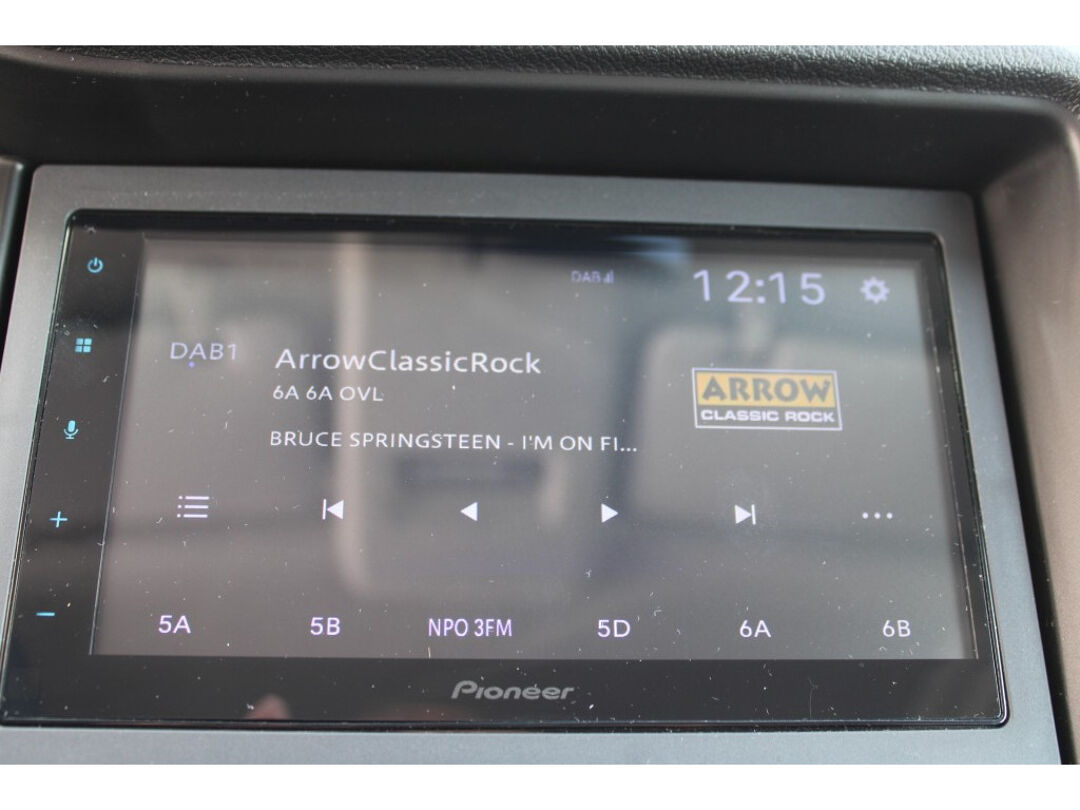 DAB
12:15
DAB1
ArrowClassicRock
6A 6A OVL
BRUCE SPRINGSTEEN - I'M ON FI...
ARROW
CLASSIC ROCK
5A 5B NPO 3FM 5D 6A 6B
Pioneer